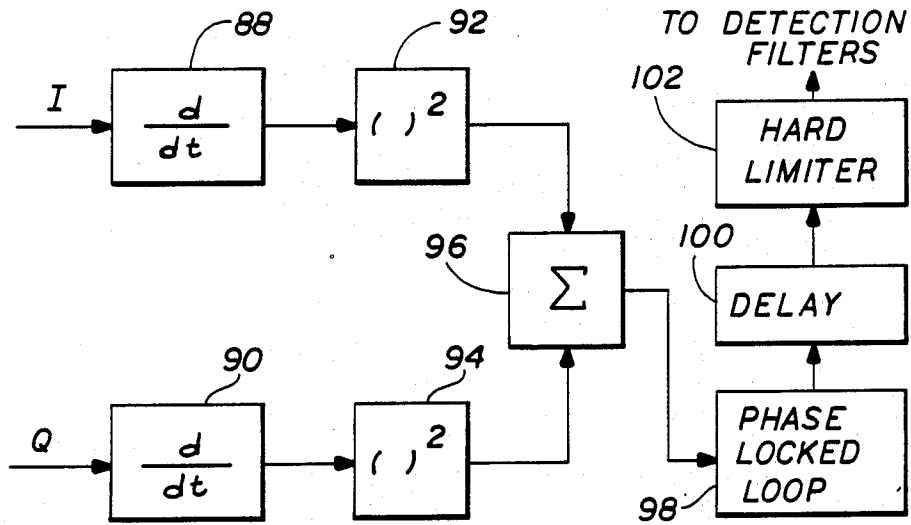 88
92
TO DETECTION
FILTERS
102
I
d
dt
( )²
HARD
LIMITER
96
Σ
100
DELAY
90
94
Q
d
dt
( )²
PHASE
LOCKED
LOOP
98